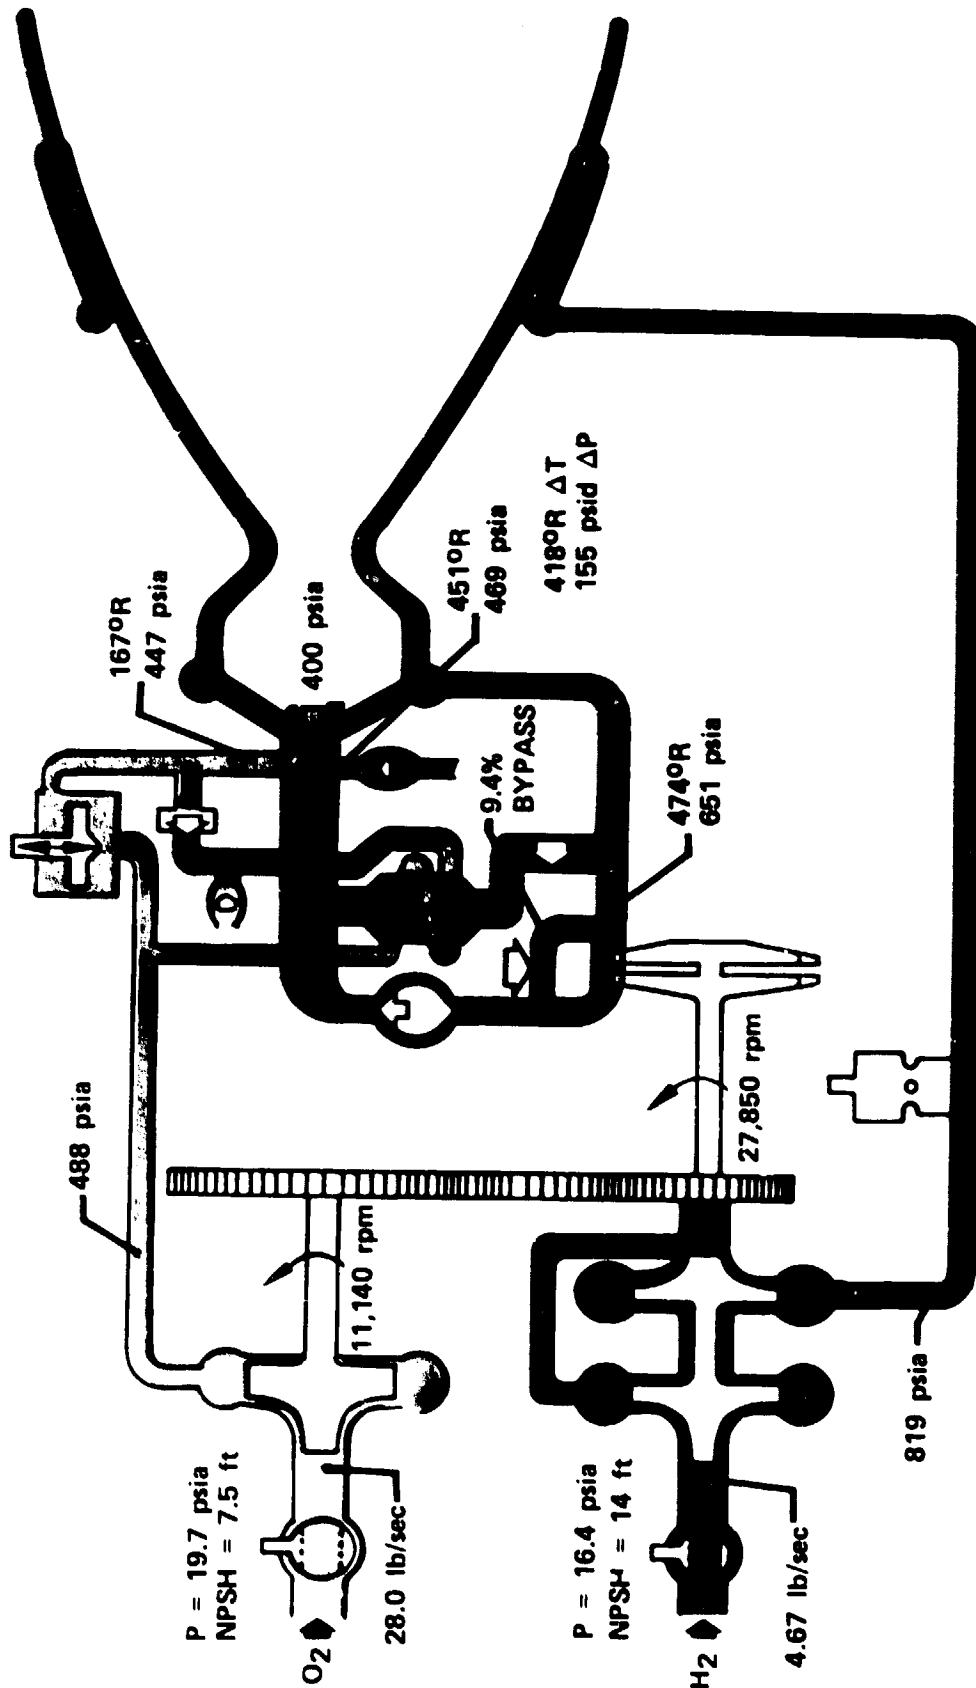 P = 19.7 psia
NPSH = 7.5 ft
O2
28.0 lb/sec
488 psia
11,140 rpm
167°R
447 psia
400 psia
451°R
469 psia
418°R ΔT
155 psid ΔP
9.4%
BYPASS
474°R
651 psia
27,850 rpm
P = 16.4 psia
NPSH = 14 ft
H2
4.67 lb/sec
819 psia